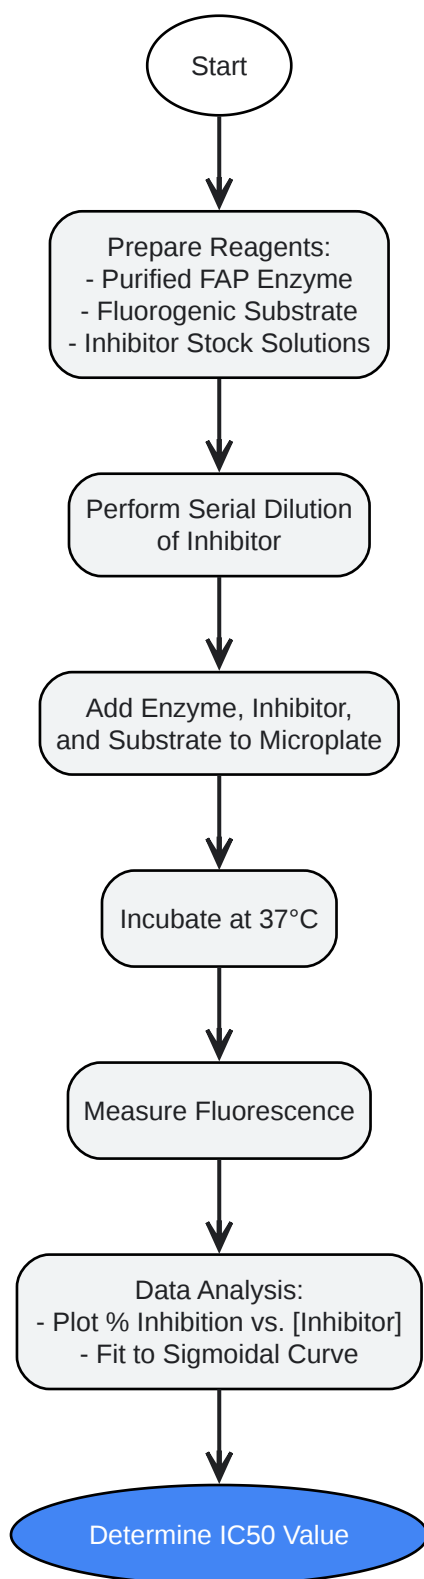 Start
Prepare Reagents:
- Purified FAP Enzyme
- Fluorogenic Substrate
- Inhibitor Stock Solutions
Perform Serial Dilution
of Inhibitor
Add Enzyme, Inhibitor,
and Substrate to Microplate
Incubate at 37°C
Measure Fluorescence
Data Analysis:
- Plot % Inhibition vs. [Inhibitor]
- Fit to Sigmoidal Curve
Determine IC50 Value